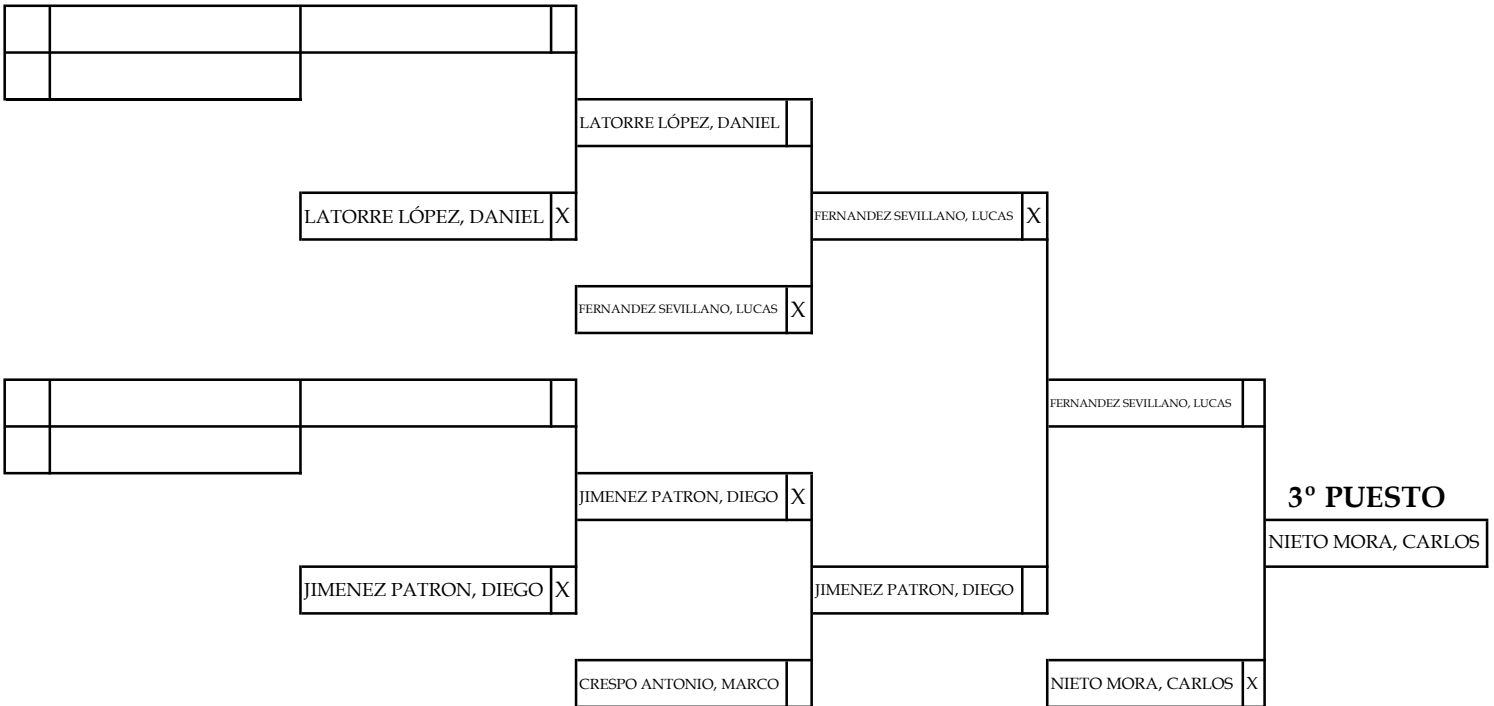 LATORRE LÓPEZ, DANIEL
LATORRE LÓPEZ, DANIEL X
FERNANDEZ SEVILLANO, LUCAS X
FERNANDEZ SEVILLANO, LUCAS X
FERNANDEZ SEVILLANO, LUCAS
JIMENEZ PATRON, DIEGO X
3º PUESTO
NIETO MORA, CARLOS
JIMENEZ PATRON, DIEGO X
JIMENEZ PATRON, DIEGO
CRESPO ANTONIO, MARCO
NIETO MORA, CARLOS X